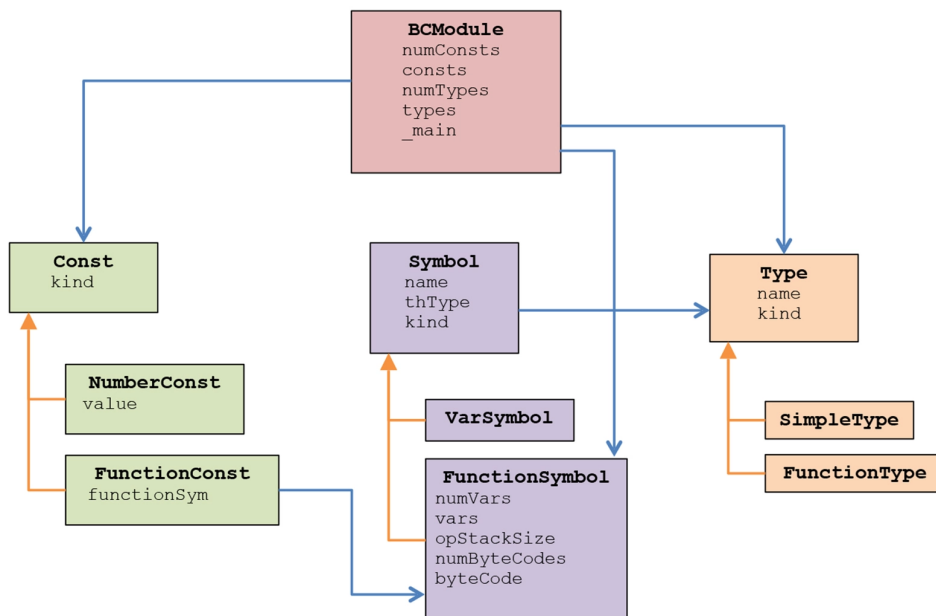 BCModule
numConsts
consts
numTypes
types
_main
Const
kind
Symbol
name
thType
kind
Type
name
kind
NumberConst
value
VarSymbol
SimpleType
FunctionConst
functionSym
FunctionSymbol
numVars
vars
opStackSize
numByteCodes
byteCode
FunctionType